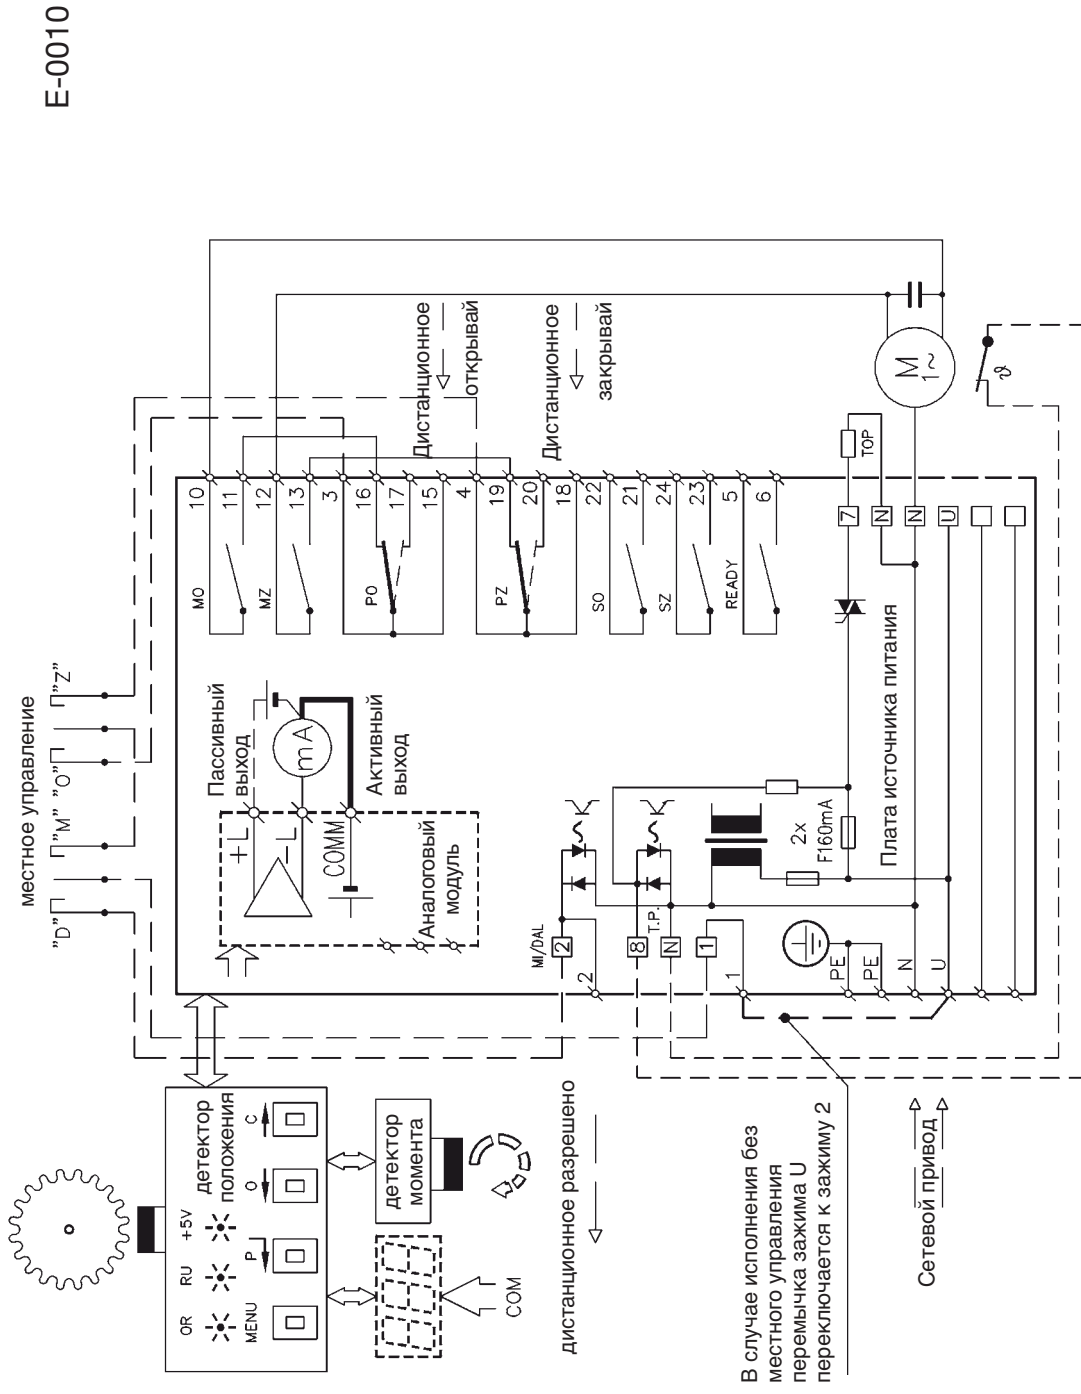 E-0010
местное управление
"D"
"M"
"O"
"Z"
OR
RU
+5V
детектор
положения
MENU
P
O
C
детектор
момента
COM
+L
-L
COMM
Аналоговый
модуль
Пассивный
выход
mA
Активный
выход
MO
MZ
PO
PZ
SO
SZ
READY
10
11
12
13
3
16
17
15
4
19
20
18
22
21
24
23
5
6
Дистанционное
открывай
Дистанционное
закрывай
MI/DAL
2
2
8
T.P.
N
1
1
2x
F160mA
Плата источника питания
7
N
N
U
TOP
M
1~
ϑ
PE
PE
N
U
дистанционное разрешено
В случае исполнения без
местного управления
перемычка зажима U
переключается к зажиму 2
Сетевой привод